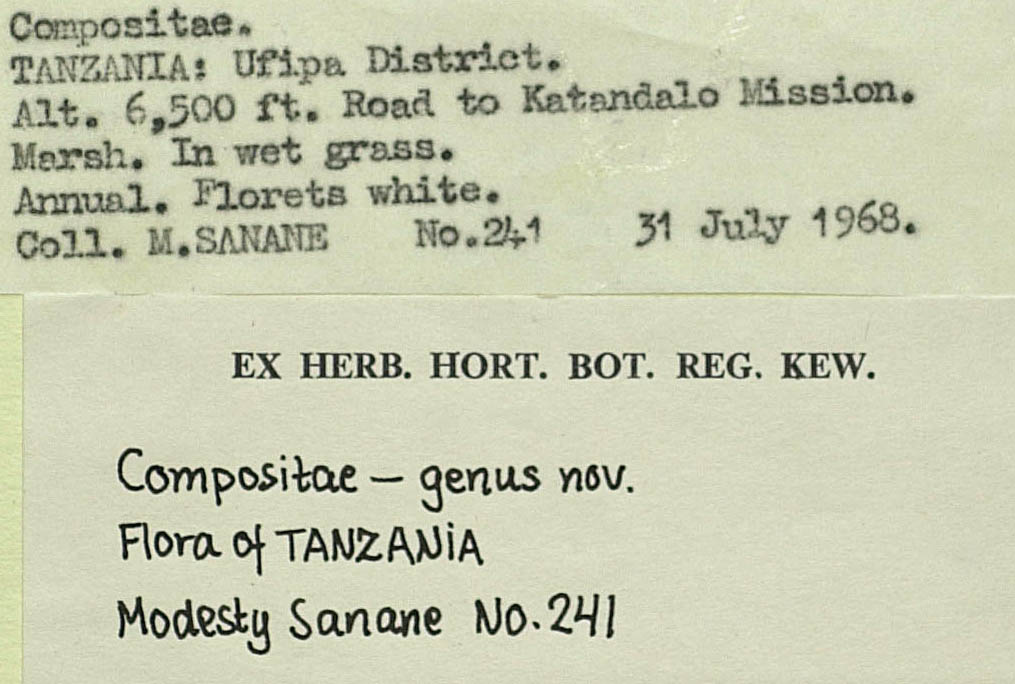 Compositae.
TANZANIA: Ufipa District.
Alt. 6,500 ft. Road to Katandalo Mission.
Marsh. In wet grass.
Annual. Florets white.
Coll. M.SANANE No.241 31 July 1968.
EX HERB. HORT. BOT. REG. KEW.
Compositae – genus nov.
Flora of TANZANiA
Modesty Sanane No.241